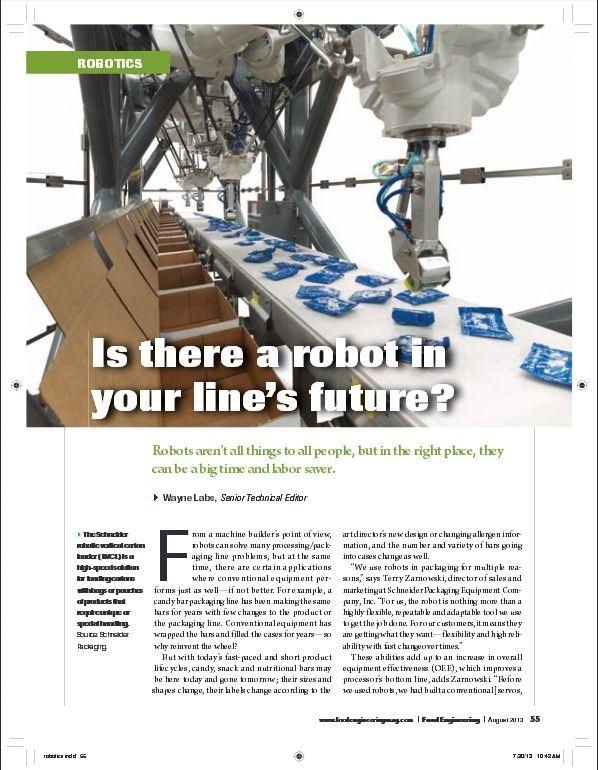 ROBOTICS
Is there a robot in
your line's future?
Robots aren't all things to all people, but in the right place, they
can be a big time and labor saver.
Wayne Labs, Senior Technical Editor
The Schneider
robotic vertical carton
loader (RVCL) is a
high-speed solution
for loading cartons
with bags or pouches
of products that
require unique or
special handling.
Source: Schneider
Packaging.
From a machine builder's point of view,
robots can solve many processing/pack-
aging line problems, but at the same
time, there are certain applications
where conventional equipment per-
forms just as well—if not better. For example, a
candy bar packaging line has been making the same
bars for years with few changes to the product or
the packaging line. Conventional equipment has
wrapped the bars and filled the cases for years—so
why reinvent the wheel?
But with today's fast-paced and short product
lifecycles, candy, snack and nutritional bars may
be here today and gone tomorrow; their sizes and
shapes change, their labels change according to the
art director's new design or changing allergen infor-
mation, and the number and variety of bars going
into cases change as well.
"We use robots in packaging for multiple rea-
sons," says Terry Zarnowski, director of sales and
marketing at Schneider Packaging Equipment Com-
pany, Inc. "For us, the robot is nothing more than a
highly flexible, repeatable and adaptable tool we use
to get the job done. For our customers, it means they
are getting what they want—flexibility and high reli-
ability with fast changeover times."
These abilities add up to an increase in overall
equipment effectiveness (OEE), which improves a
processor's bottom line, adds Zarnowski. "Before
we used robots, we had built a conventional [servos,
www.foodengineeringmag.com | Food Engineering | August 2013 55
robotics.indd 55
7/30/13 10:42 AM